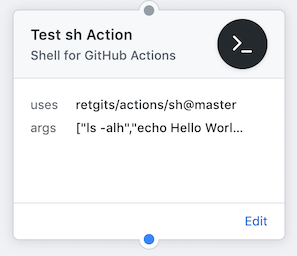 Test sh Action
Shell for GitHub Actions
uses retgits/actions/sh@master
args ["ls -alh","echo Hello Worl...
Edit